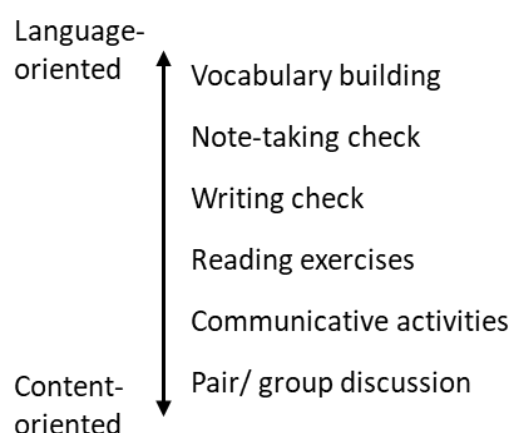 Language-
oriented
Vocabulary building
Note-taking check
Writing check
Reading exercises
Communicative activities
Pair/ group discussion
Content-
oriented